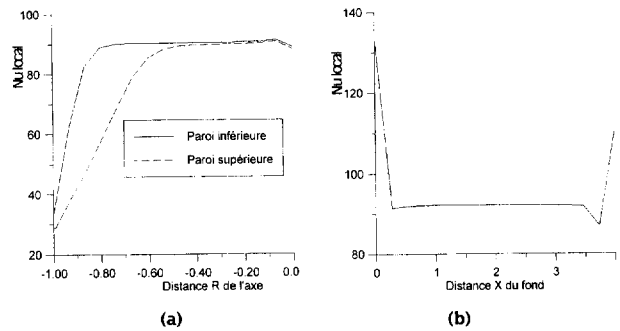 100
80
60
40
20
Nu local
Paroi inférieure
Paroi supérieure
-1.00
-0.80
-0.60
-0.40
-0.20
0.0
Distance R de l'axe
(a)
140
120
100
80
Nu local
0
1
2
3
Distance X du fond
(b)